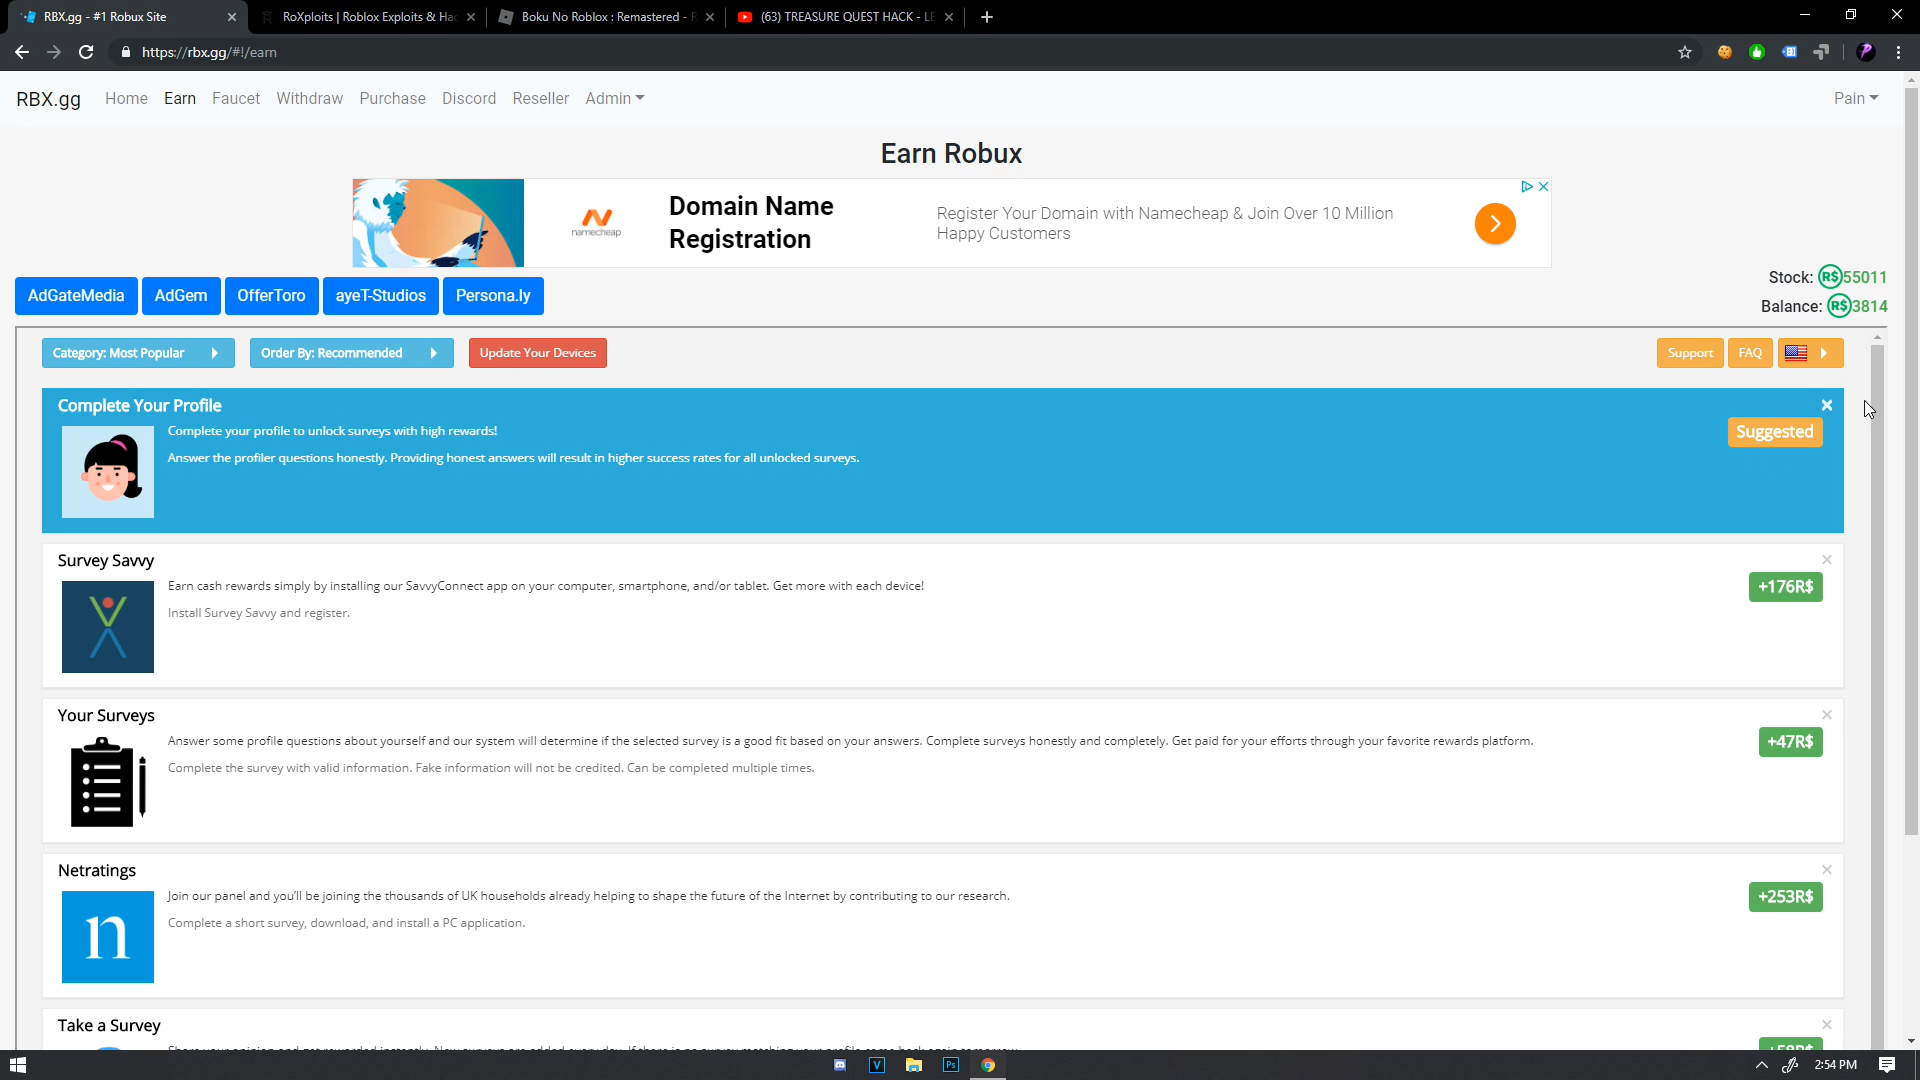 RBX.gg - #1 Robux Site
RoXploits | Roblox Exploits & Hac
Boku No Roblox : Remastered - R
(63) TREASURE QUEST HACK - LE
https://rbx.gg/#!/earn
RBX.gg
Home
Earn
Faucet
Withdraw
Purchase
Discord
Reseller
Admin
Pain
Earn Robux
namecheap
Domain Name
Registration
Register Your Domain with Namecheap & Join Over 10 Million
Happy Customers
AdGateMedia
AdGem
OfferToro
ayeT-Studios
Persona.ly
Stock: R$ 55011
Balance: R$ 3814
Category: Most Popular
Order By: Recommended
Update Your Devices
Support
FAQ
Complete Your Profile
Complete your profile to unlock surveys with high rewards!
Suggested
Answer the profiler questions honestly. Providing honest answers will result in higher success rates for all unlocked surveys.
Survey Savvy
Earn cash rewards simply by installing our SavvyConnect app on your computer, smartphone, and/or tablet. Get more with each device!
+176R$
Install Survey Savvy and register.
Your Surveys
Answer some profile questions about yourself and our system will determine if the selected survey is a good fit based on your answers. Complete surveys honestly and completely. Get paid for your efforts through your favorite rewards platform.
+47R$
Complete the survey with valid information. Fake information will not be credited. Can be completed multiple times.
Netratings
Join our panel and you'll be joining the thousands of UK households already helping to shape the future of the Internet by contributing to our research.
+253R$
n
Complete a short survey, download, and install a PC application.
Take a Survey
2:54 PM